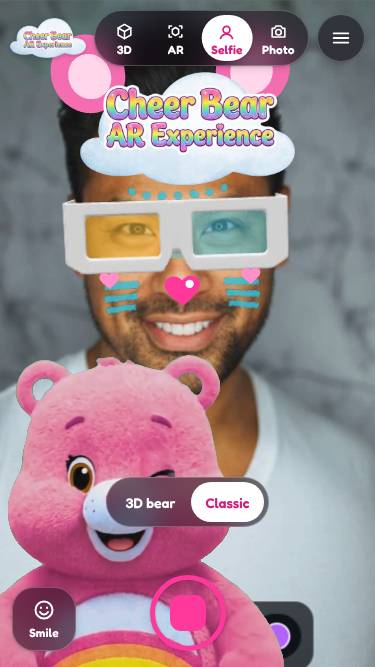 Cheer Bear
AR Experience
3D
AR
Selfie
Photo
Cheer Bear
AR Experience
3D bear
Classic
Smile